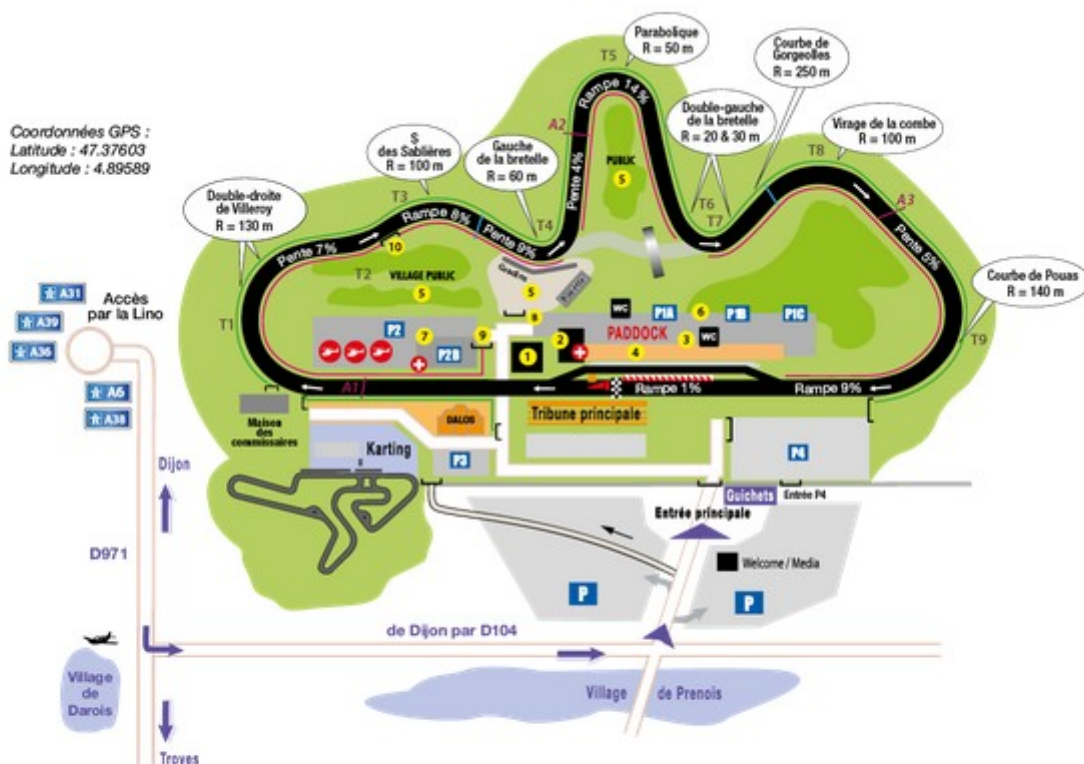 Coordonnées GPS :
Latitude : 47.37603
Longitude : 4.89589
T5
Parabolique
R = 50 m
Courbe de
Gorgeolles
R = 250 m
Rampe 14%
A2
Double-gauche
de la bretelle
R = 20 & 30 m
T8
Virage de la combe
R = 100 m
S
des Sablières
R = 100 m
Gauche
de la bretelle
R = 60 m
PUBLIC
S
Pente 4%
Double-droite
de Villeroy
R = 130 m
T3
T4
T6
T7
A3
Rampe 8%
Pente 9%
Pente 7%
10
Pente 5%
Courbe de Pouas
R = 140 m
T2
VILLAGE PUBLIC
S
Gradins
S
A31
Accès
par la Lino
A39
A36
A6
A38
T1
T9
8
WC
P1A
6
P1B
P1C
PADDOCK
P2
7
9
P2B
1
2
3
WC
4
A1
Rampe 1%
Rampe 9%
Maison
des
commissaires
DALOS
Tribune principale
Karting
P3
P4
Guichets
Entrée P4
Entrée principale
Dijon
D971
Welcome / Media
P
P
de Dijon par D104
Village
de
Darois
Village de Prenois
Troyes